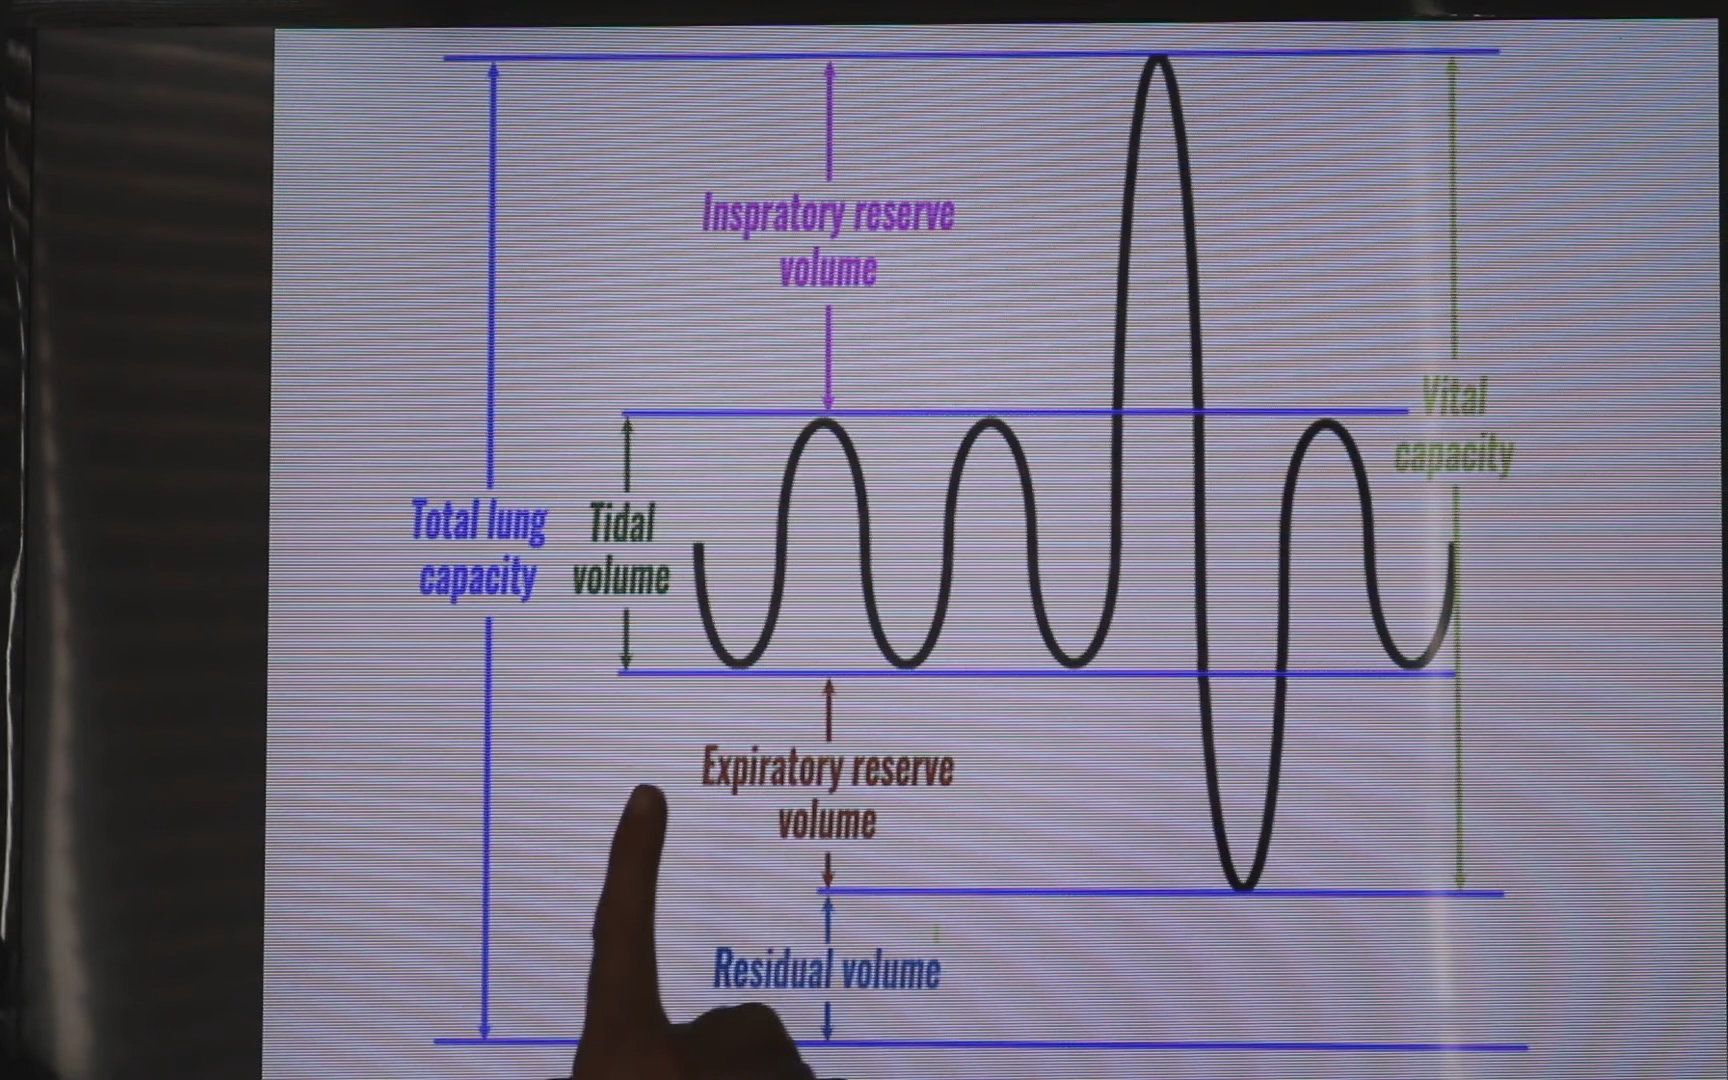 Inspratory reserve
volume
Vital
capacity
Total lung
capacity
Tidal
volume
Expiratory reserve
volume
Residual volume